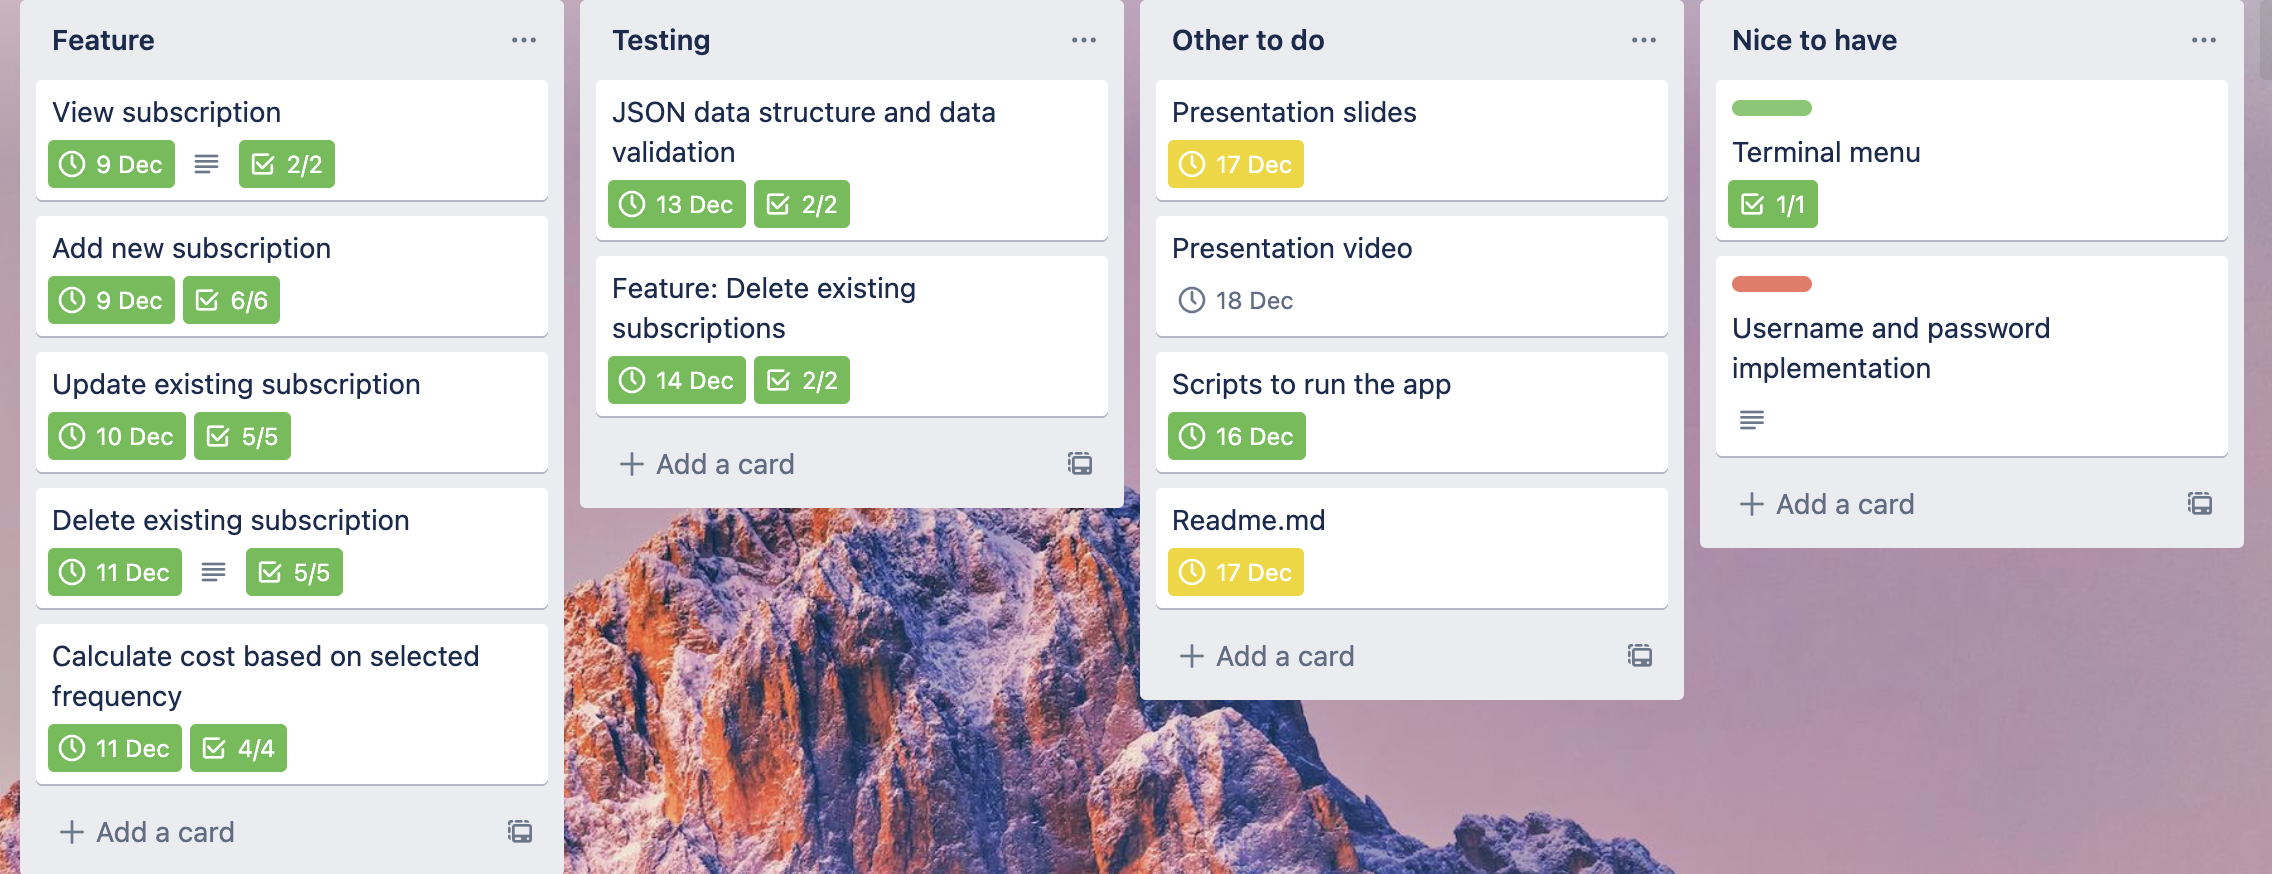 Feature
View subscription
9 Dec 2/2
Add new subscription
9 Dec 6/6
Update existing subscription
10 Dec 5/5
Delete existing subscription
11 Dec 5/5
Calculate cost based on selected
frequency
11 Dec 4/4
+ Add a card
Testing
JSON data structure and data
validation
13 Dec 2/2
Feature: Delete existing
subscriptions
14 Dec 2/2
+ Add a card
Other to do
Presentation slides
17 Dec
Presentation video
18 Dec
Scripts to run the app
16 Dec
Readme.md
17 Dec
+ Add a card
Nice to have
Terminal menu
1/1
Username and password
implementation
+ Add a card